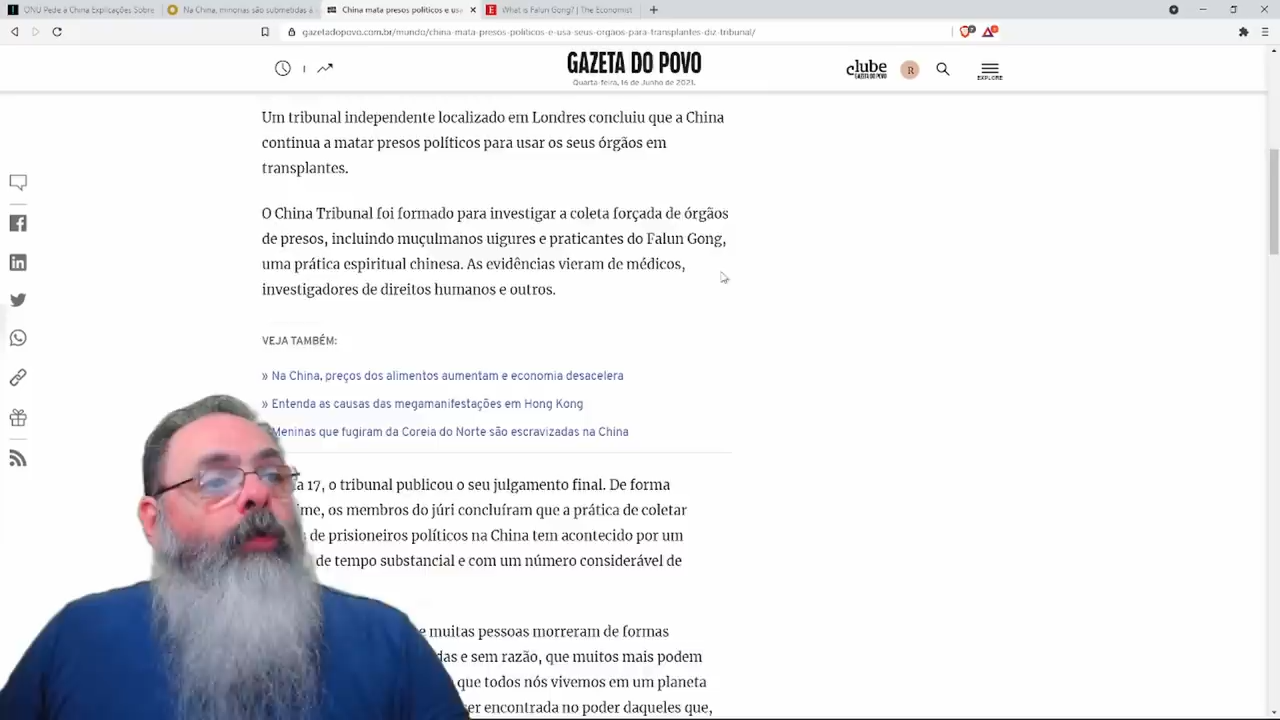 ONU Pede à China Explicações Sobre
Na China, minorias são submetidas à
China mata presos políticos e usa
What is Falun Gong? | The Economist
gazetadopovo.com.br/mundo/china-mata-presos-politicos-e-usa-seus-orgaos-para-transplantes-diz-tribunal/
GAZETA DO POVO
Quarta-feira, 16 de Junho de 2021.
clube
GAZETA DO POVO
R
EXPLORE
Um tribunal independente localizado em Londres concluiu que a China
continua a matar presos políticos para usar os seus órgãos em
transplantes.
O China Tribunal foi formado para investigar a coleta forçada de órgãos
de presos, incluindo muçulmanos uigures e praticantes do Falun Gong,
uma prática espiritual chinesa. As evidências vieram de médicos,
investigadores de direitos humanos e outros.
VEJA TAMBÉM:
» Na China, preços dos alimentos aumentam e economia desacelera
» Entenda as causas das megamanifestações em Hong Kong
Meninas que fugiram da Coreia do Norte são escravizadas na China
a 17, o tribunal publicou o seu julgamento final. De forma
ime, os membros do júri concluíram que a prática de coletar
de prisioneiros políticos na China tem acontecido por um
de tempo substancial e com um número considerável de
e muitas pessoas morreram de formas
das e sem razão, que muitos mais podem
que todos nós vivemos em um planeta
ser encontrada no poder daqueles que,